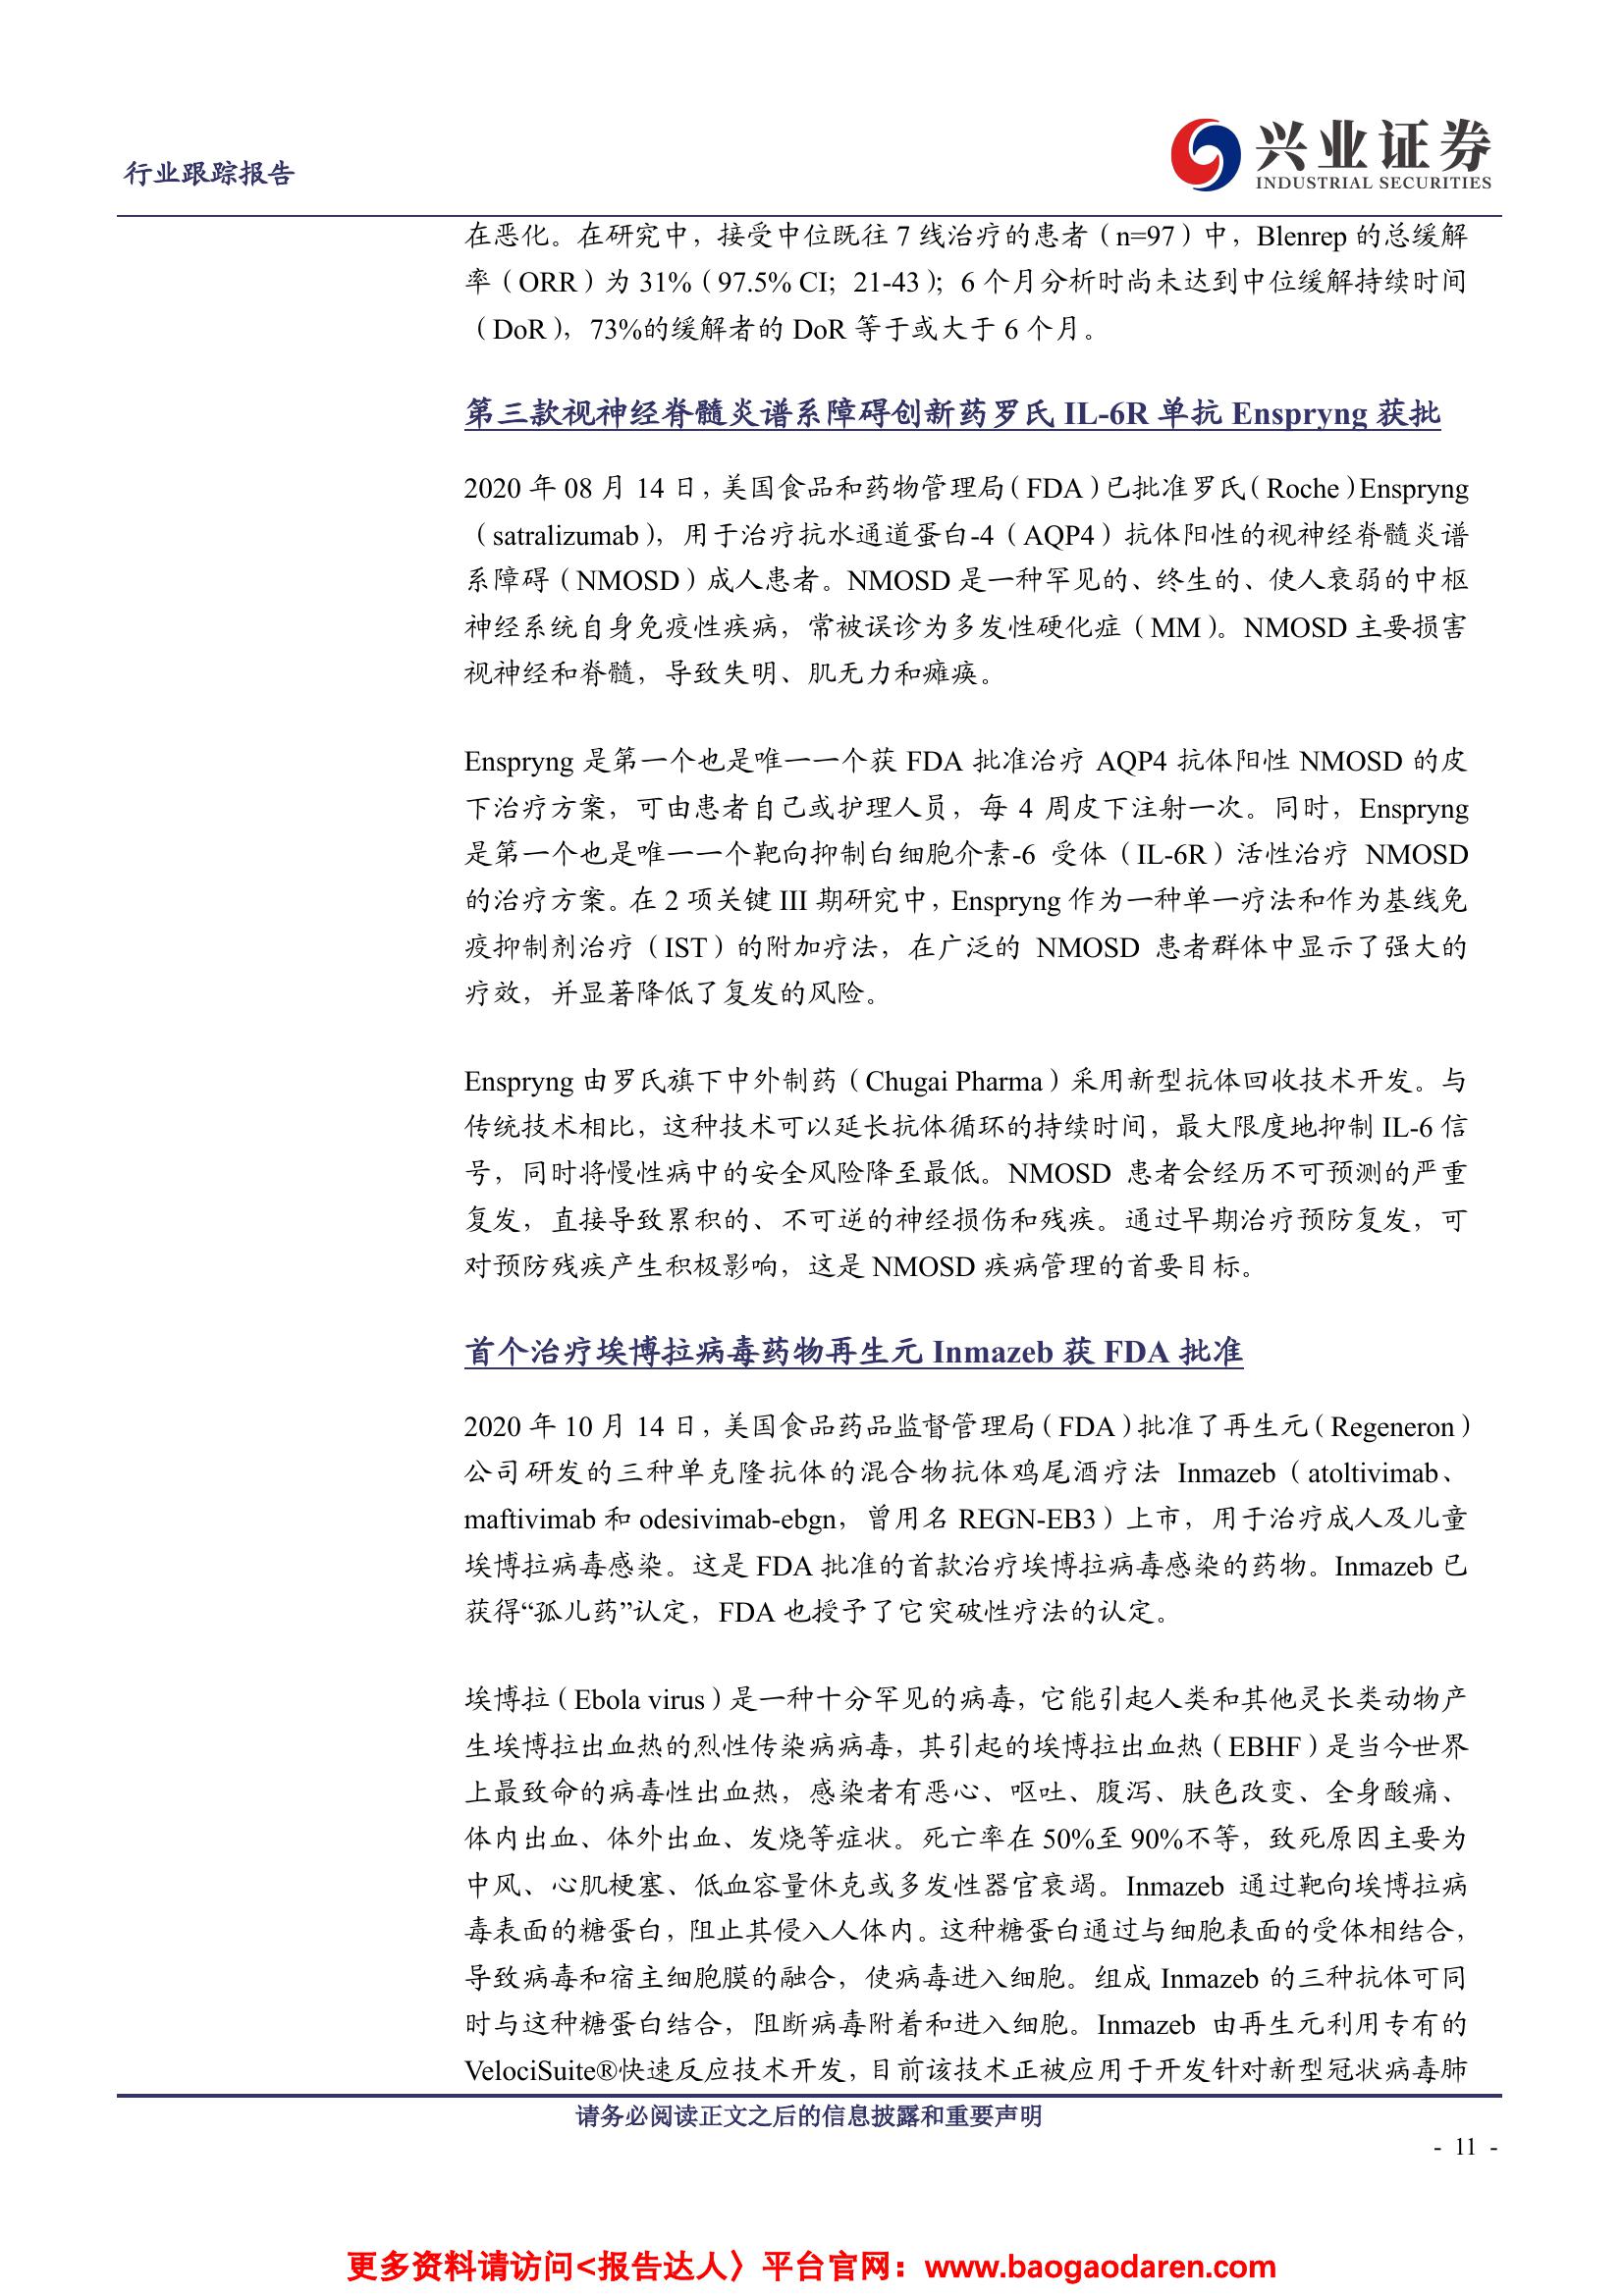 行业跟踪报告
兴业证券
INDUSTRIAL SECURITIES
在恶化。在研究中，接受中位既往 7 线治疗的患者（n=97）中，Blenrep 的总缓解
率（ORR）为 31%（97.5% CI；21-43）；6 个月分析时尚未达到中位缓解持续时间
（DoR），73%的缓解者的 DoR 等于或大于 6 个月。
第三款视神经脊髓炎谱系障碍创新药罗氏 IL-6R 单抗 Enspryng 获批
2020 年 08 月 14 日，美国食品和药物管理局（FDA）已批准罗氏（Roche）Enspryng
（satralizumab），用于治疗抗水通道蛋白-4（AQP4）抗体阳性的视神经脊髓炎谱
系障碍（NMOSD）成人患者。NMOSD 是一种罕见的、终生的、使人衰弱的中枢
神经系统自身免疫性疾病，常被误诊为多发性硬化症（MM）。NMOSD 主要损害
视神经和脊髓，导致失明、肌无力和瘫痪。
Enspryng 是第一个也是唯一一个获 FDA 批准治疗 AQP4 抗体阳性 NMOSD 的皮
下治疗方案，可由患者自己或护理人员，每 4 周皮下注射一次。同时，Enspryng
是第一个也是唯一一个靶向抑制白细胞介素-6 受体（IL-6R）活性治疗 NMOSD
的治疗方案。在 2 项关键 III 期研究中，Enspryng 作为一种单一疗法和作为基线免
疫抑制剂治疗（IST）的附加疗法，在广泛的 NMOSD 患者群体中显示了强大的
疗效，并显著降低了复发的风险。
Enspryng 由罗氏旗下中外制药（Chugai Pharma）采用新型抗体回收技术开发。与
传统技术相比，这种技术可以延长抗体循环的持续时间，最大限度地抑制 IL-6 信
号，同时将慢性病中的安全风险降至最低。NMOSD 患者会经历不可预测的严重
复发，直接导致累积的、不可逆的神经损伤和残疾。通过早期治疗预防复发，可
对预防残疾产生积极影响，这是 NMOSD 疾病管理的首要目标。
首个治疗埃博拉病毒药物再生元 Inmazeb 获 FDA 批准
2020 年 10 月 14 日，美国食品药品监督管理局（FDA）批准了再生元（Regeneron）
公司研发的三种单克隆抗体的混合物抗体鸡尾酒疗法 Inmazeb（atoltivimab、
maftivimab 和 odesivimab-ebgn，曾用名 REGN-EB3）上市，用于治疗成人及儿童
埃博拉病毒感染。这是 FDA 批准的首款治疗埃博拉病毒感染的药物。Inmazeb 已
获得“孤儿药”认定，FDA 也授予了它突破性疗法的认定。
埃博拉（Ebola virus）是一种十分罕见的病毒，它能引起人类和其他灵长类动物产
生埃博拉出血热的烈性传染病病毒，其引起的埃博拉出血热（EBHF）是当今世界
上最致命的病毒性出血热，感染者有恶心、呕吐、腹泻、肤色改变、全身酸痛、
体内出血、体外出血、发烧等症状。死亡率在 50%至 90%不等，致死原因主要为
中风、心肌梗塞、低血容量休克或多发性器官衰竭。Inmazeb 通过靶向埃博拉病
毒表面的糖蛋白，阻止其侵入人体内。这种糖蛋白通过与细胞表面的受体相结合，
导致病毒和宿主细胞膜的融合，使病毒进入细胞。组成 Inmazeb 的三种抗体可同
时与这种糖蛋白结合，阻断病毒附着和进入细胞。Inmazeb 由再生元利用专有的
VelociSuite®快速反应技术开发，目前该技术正被应用于开发针对新型冠状病毒肺
请务必阅读正文之后的信息披露和重要声明
- 11 -
更多资料请访问<报告达人〉平台官网：www.baogaodaren.com